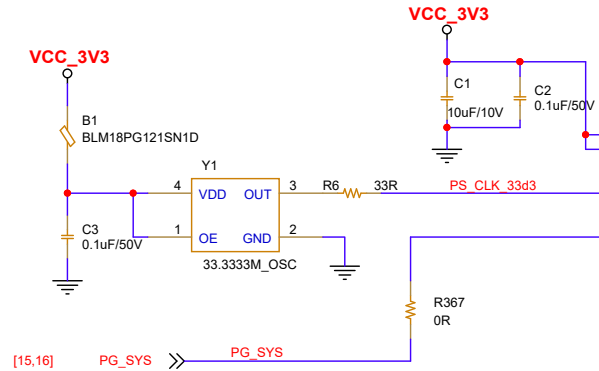 VCC_3V3
VCC_3V3
C1
10uF/10V
C2
0.1uF/50V
B1
BLM18PG121SN1D
Y1
4
VDD
OUT
3
R6
33R
PS_CLK_33d3
1
OE
GND
2
C3
0.1uF/50V
33.3333M_OSC
R367
0R
[15,16]
PG_SYS
PG_SYS